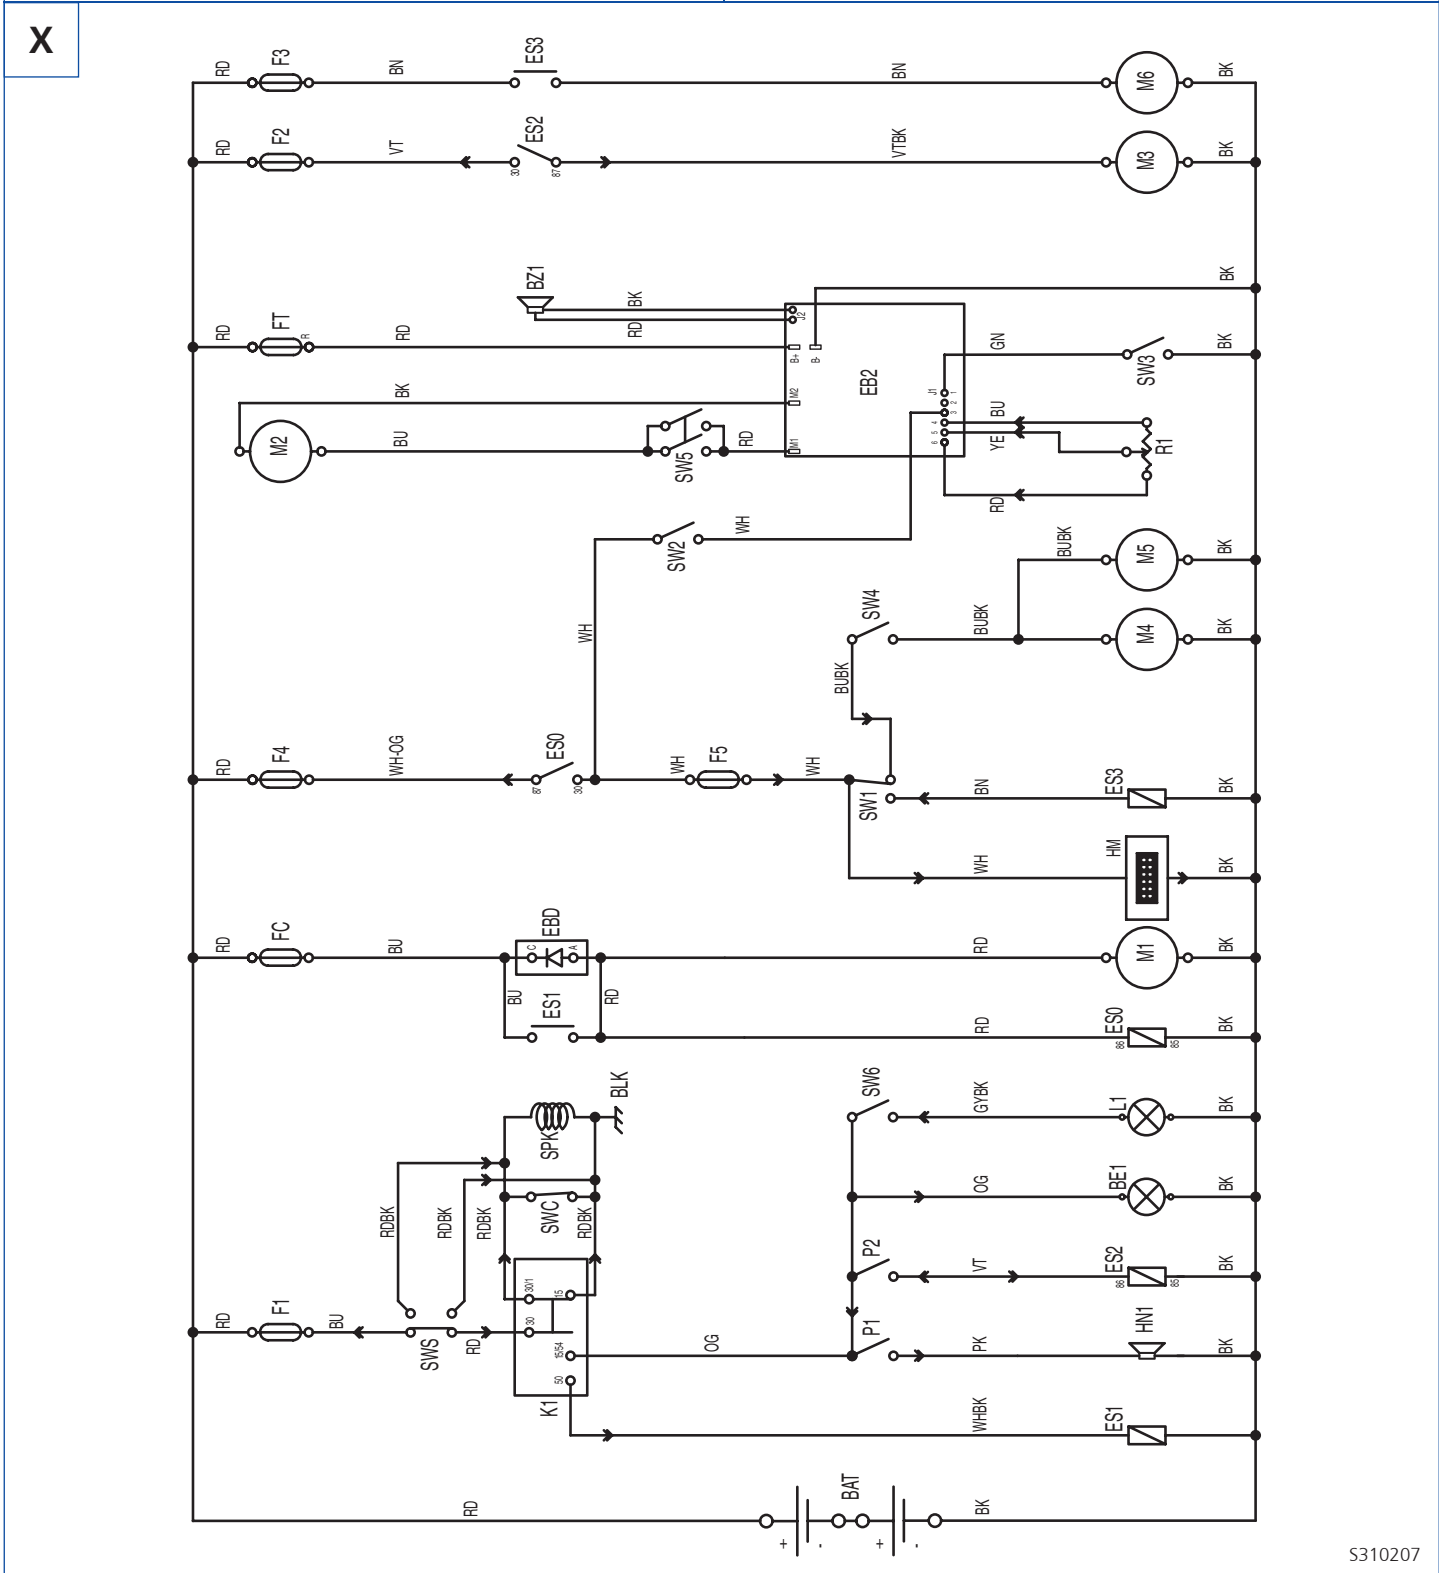 X
RD
F3
BN
ES3
BN
M6
BK
RD
F2
VT
30
ES2
87
VTBK
M3
BK
BZ1
BK
RD
J2
BK
RD
FT
R
RD
B+
B-
GN
SW3
BK
EB2
M2
BK
M2
BU
SW5
RD
M1
J1
1
2
3
4
5
6
BU
YE
R1
RD
SW2
WH
WH
BUBK
M5
BK
SW4
BUBK
M4
BK
BUBK
RD
F4
WH-OG
87
ES0
30
WH
F5
WH
SW1
BN
ES3
BK
WH
HM
BK
RD
FC
BU
C
EBD
A
RD
M1
BK
BU
ES1
RD
RD
86
ES0
85
BK
SPK
BLK
SW6
GYBK
L1
BK
RDBK
RDBK
RDBK
SWC
RDBK
OG
BE1
BK
30/1
15
P2
VT
86
ES2
85
BK
RD
F1
BU
SWS
RD
30
15/54
OG
P1
PK
HN1
BK
50
K1
WHBK
ES1
RD
+
-
BAT
+
-
BK
S310207